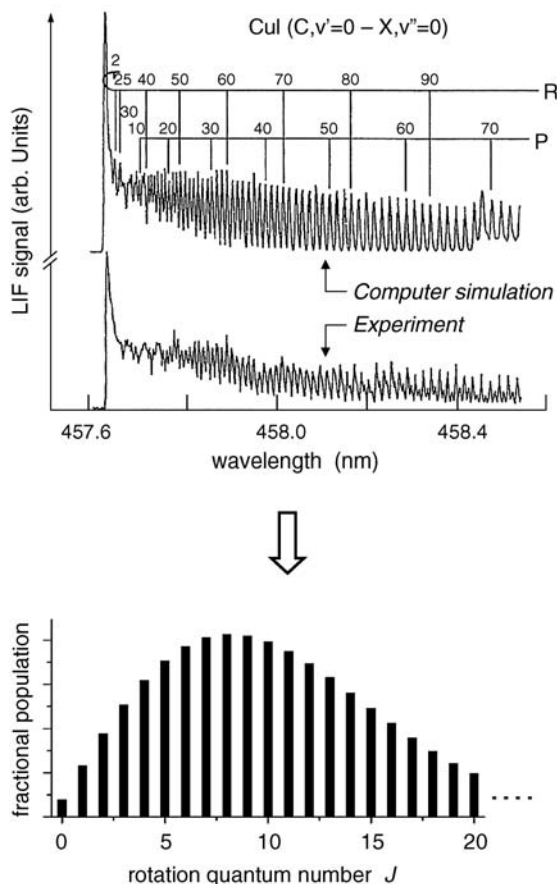 CuI (C,v'=0 – X,v"=0)
2
25 40 50 60 70 80 90
R
30
10 20 30 40 50 60 70
P
LIF signal (arb. Units)
Computer simulation
Experiment
457.6 458.0 458.4
wavelength (nm)
fractional population
0 5 10 15 20
rotation quantum number J